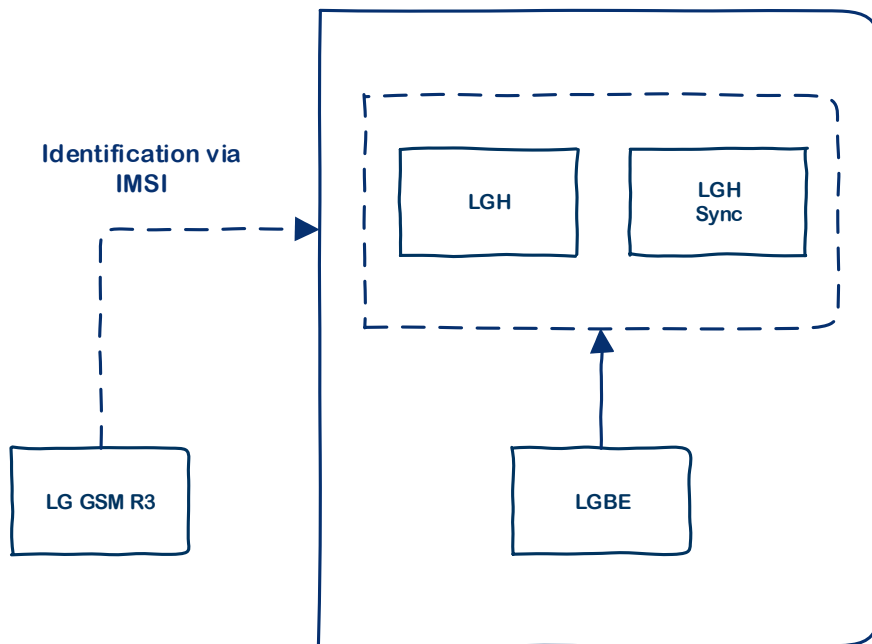 Identification via
IMSI
LGH
LGH
Sync
LG GSM R3
LGBE